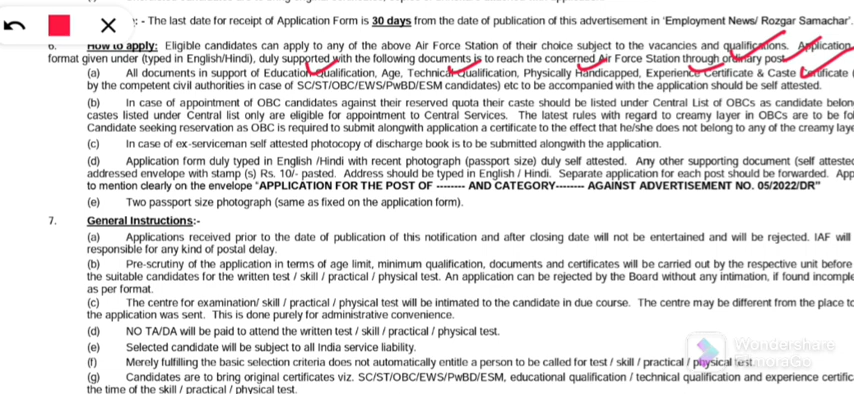 : - The last date for receipt of Application Form is 30 days from the date of publication of this advertisement in 'Employment News/ Rozgar Samachar'.
6. How to apply: Eligible candidates can apply to any of the above Air Force Station of their choice subject to the vacancies and qualifications. Application
format given under (typed in English/Hindi), duly supported with the following documents is to reach the concerned Air Force Station through ordinary post
(a) All documents in support of Education Qualification, Age, Technical Qualification, Physically Handicapped, Experience Certificate & Caste Certificate (
by the competent civil authorities in case of SC/ST/OBC/EWS/PwBD/ESM candidates) etc to be accompanied with the application should be self attested.
(b) In case of appointment of OBC candidates against their reserved quota their caste should be listed under Central List of OBCs as candidate belon
castes listed under Central list only are eligible for appointment to Central Services. The latest rules with regard to creamy layer in OBCs are to be fol
Candidate seeking reservation as OBC is required to submit alongwith application a certificate to the effect that he/she does not belong to any of the creamy laye
(c) In case of ex-serviceman self attested photocopy of discharge book is to be submitted alongwith the application.
(d) Application form duly typed in English /Hindi with recent photograph (passport size) duly self attested. Any other supporting document (self attested
addressed envelope with stamp (s) Rs. 10/- pasted. Address should be typed in English / Hindi. Separate application for each post should be forwarded. App
to mention clearly on the envelope "APPLICATION FOR THE POST OF -------- AND CATEGORY-------- AGAINST ADVERTISEMENT NO. 05/2022/DR"
(e) Two passport size photograph (same as fixed on the application form).
7. General Instructions:-
(a) Applications received prior to the date of publication of this notification and after closing date will not be entertained and will be rejected. IAF will
responsible for any kind of postal delay.
(b) Pre-scrutiny of the application in terms of age limit, minimum qualification, documents and certificates will be carried out by the respective unit before
the suitable candidates for the written test / skill / practical / physical test. An application can be rejected by the Board without any intimation, if found incomple
as per format.
(c) The centre for examination/ skill / practical / physical test will be intimated to the candidate in due course. The centre may be different from the place to
the application was sent. This is done purely for administrative convenience.
(d) NO TA/DA will be paid to attend the written test / skill / practical / physical test.
(e) Selected candidate will be subject to all India service liability.
Wondershare
(f) Merely fulfilling the basic selection criteria does not automatically entitle a person to be called for test / skill / practical / physical test.
(g) Candidates are to bring original certificates viz. SC/ST/OBC/EWS/PwBD/ESM, educational qualification / technical qualification and experience certific
the time of the skill / practical / physical test.